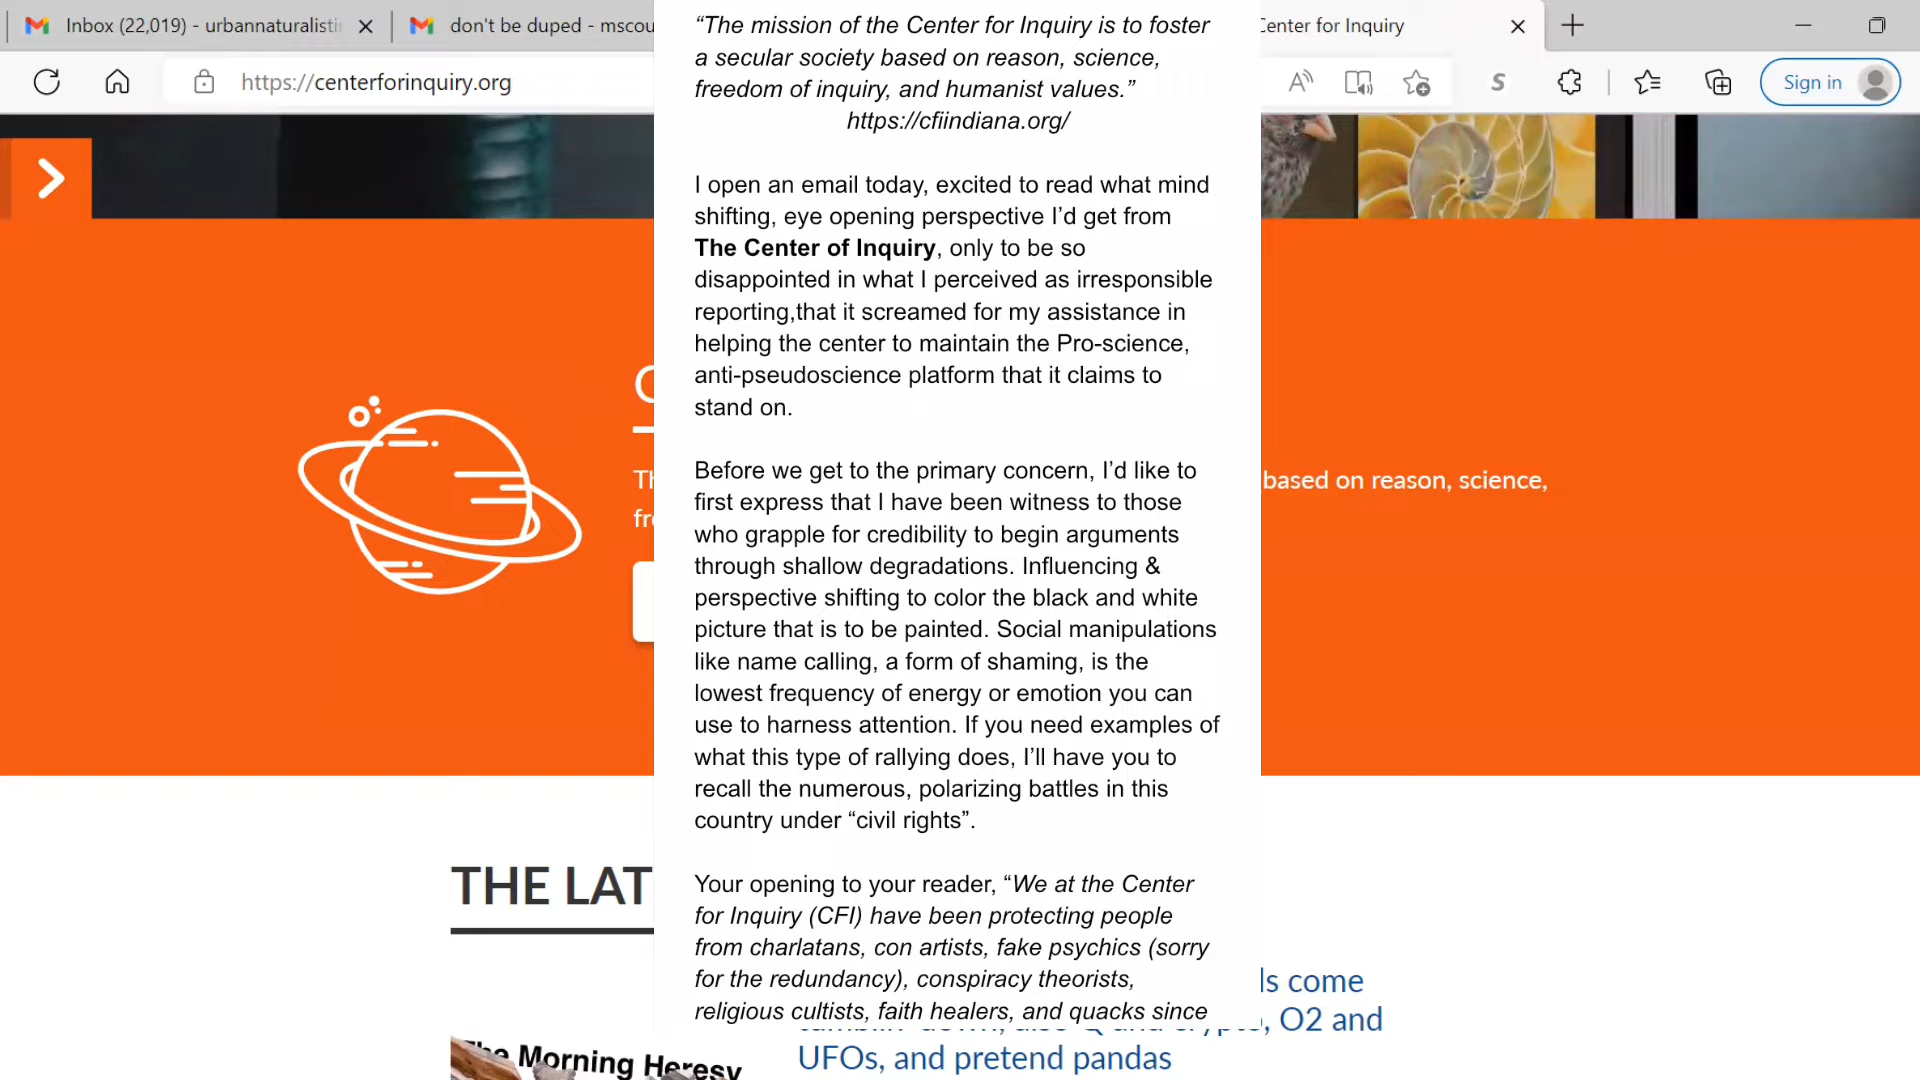 Inbox (22,019) - urbannaturalisti
don't be duped - mscou
Center for Inquiry
https://centerforinquiry.org
Sign in
“The mission of the Center for Inquiry is to foster
a secular society based on reason, science,
freedom of inquiry, and humanist values.”
https://cfiindiana.org/
I open an email today, excited to read what mind
shifting, eye opening perspective I’d get from
The Center of Inquiry, only to be so
disappointed in what I perceived as irresponsible
reporting,that it screamed for my assistance in
helping the center to maintain the Pro-science,
anti-pseudoscience platform that it claims to
stand on.
Before we get to the primary concern, I’d like to
first express that I have been witness to those
who grapple for credibility to begin arguments
through shallow degradations. Influencing &
perspective shifting to color the black and white
picture that is to be painted. Social manipulations
like name calling, a form of shaming, is the
lowest frequency of energy or emotion you can
use to harness attention. If you need examples of
what this type of rallying does, I’ll have you to
recall the numerous, polarizing battles in this
country under “civil rights”.
Your opening to your reader, “We at the Center
for Inquiry (CFI) have been protecting people
from charlatans, con artists, fake psychics (sorry
for the redundancy), conspiracy theorists,
religious cultists, faith healers, and quacks since
based on reason, science,
THE LAT
The Morning Heresy
ls come
O2 and
UFOs, and pretend pandas